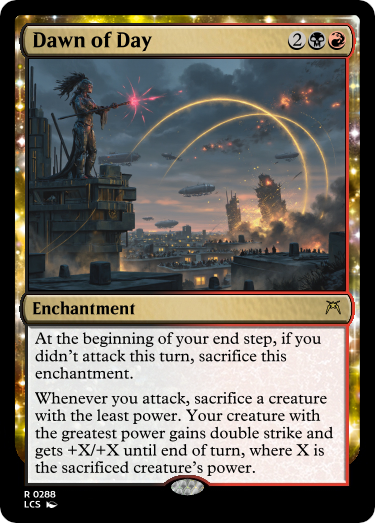 Dawn of Day
2
Enchantment
At the beginning of your end step, if you
didn't attack this turn, sacrifice this
enchantment.
Whenever you attack, sacrifice a creature
with the least power. Your creature with
the greatest power gains double strike and
gets +X/+X until end of turn, where X is
the sacrificed creature's power.
R 0288
LCS